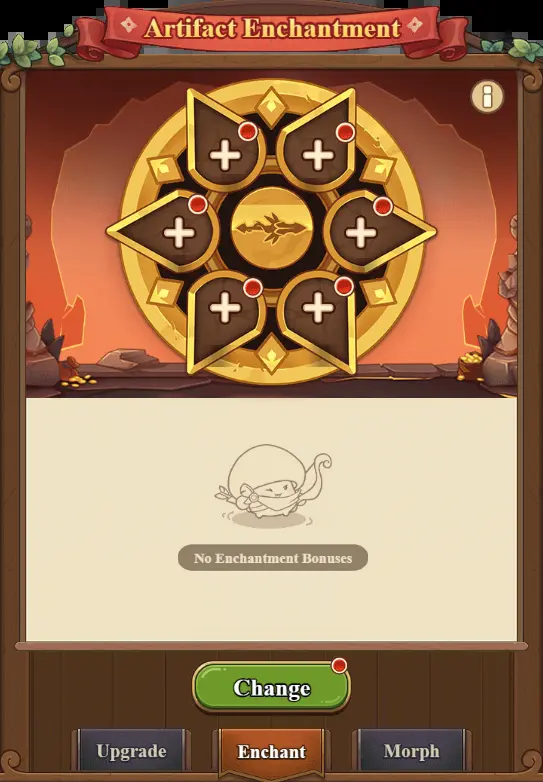 Artifact Enchantment
No Enchantment Bonuses
Change
Upgrade
Enchant
Morph